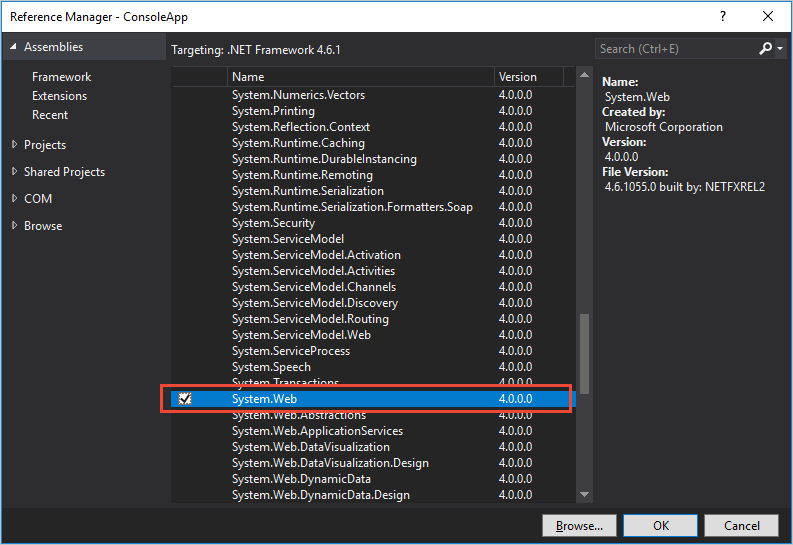 Reference Manager - ConsoleApp
Assemblies
Framework
Extensions
Recent
Projects
Shared Projects
COM
Browse
Targeting: .NET Framework 4.6.1
Name Version
System.Numerics.Vectors 4.0.0.0
System.Printing 4.0.0.0
System.Reflection.Context 4.0.0.0
System.Runtime.Caching 4.0.0.0
System.Runtime.DurableInstancing 4.0.0.0
System.Runtime.Remoting 4.0.0.0
System.Runtime.Serialization 4.0.0.0
System.Runtime.Serialization.Formatters.Soap 4.0.0.0
System.Security 4.0.0.0
System.ServiceModel 4.0.0.0
System.ServiceModel.Activation 4.0.0.0
System.ServiceModel.Activities 4.0.0.0
System.ServiceModel.Channels 4.0.0.0
System.ServiceModel.Discovery 4.0.0.0
System.ServiceModel.Routing 4.0.0.0
System.ServiceModel.Web 4.0.0.0
System.ServiceProcess 4.0.0.0
System.Speech 4.0.0.0
System.Transactions 4.0.0.0
System.Web 4.0.0.0
System.Web.Abstractions 4.0.0.0
System.Web.ApplicationServices 4.0.0.0
System.Web.DataVisualization 4.0.0.0
System.Web.DataVisualization.Design 4.0.0.0
System.Web.DynamicData 4.0.0.0
System.Web.DynamicData.Design 4.0.0.0
Search (Ctrl+E)
Name:
System.Web
Created by:
Microsoft Corporation
Version:
4.0.0.0
File Version:
4.6.1055.0 built by: NETFXREL2
Browse...
OK
Cancel